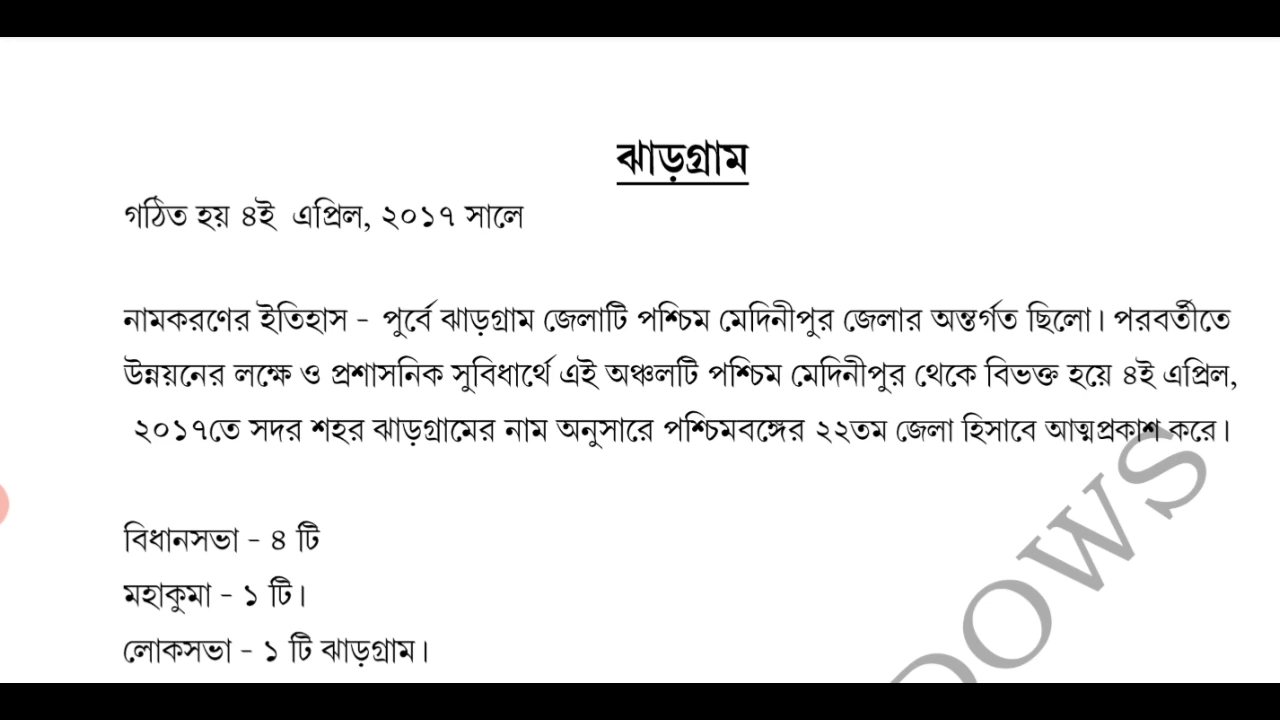 ঝাড়গ্রাম
গঠিত হয় ৪ই এপ্রিল, ২০১৭ সালে
নামকরণের ইতিহাস - পুর্বে ঝাড়গ্রাম জেলাটি পশ্চিম মেদিনীপুর জেলার অন্তর্গত ছিলো। পরবর্তীতে
উন্নয়নের লক্ষে ও প্রশাসনিক সুবিধার্থে এই অঞ্চলটি পশ্চিম মেদিনীপুর থেকে বিভক্ত হয়ে ৪ই এপ্রিল,
২০১৭তে সদর শহর ঝাড়গ্রামের নাম অনুসারে পশ্চিমবঙ্গের ২২তম জেলা হিসাবে আত্মপ্রকাশ করে।
বিধানসভা - ৪ টি
মহাকুমা - ১ টি।
লোকসভা - ১ টি ঝাড়গ্রাম।